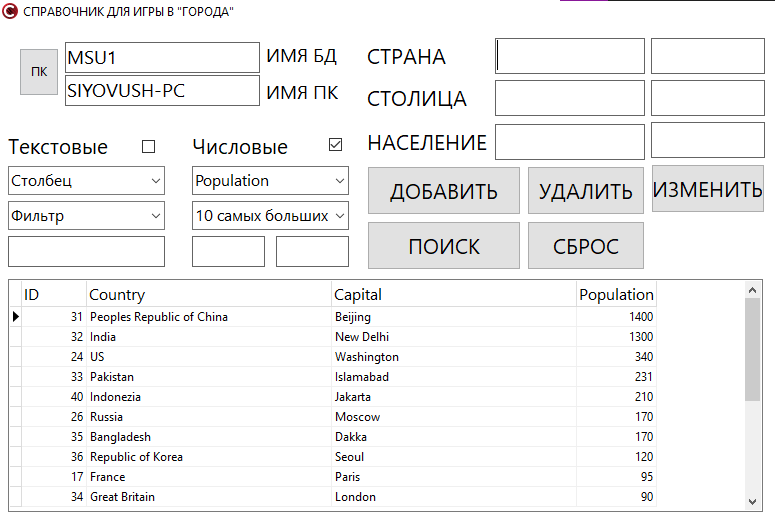 СПРАВОЧНИК ДЛЯ ИГРЫ В "ГОРОДА"
ПК
MSU1 ИМЯ БД
SIYOVUSH-PC ИМЯ ПК
СТРАНА
СТОЛИЦА
НАСЕЛЕНИЕ
Текстовые Числовые
Столбец Population
Фильтр 10 самых больших
ДОБАВИТЬ УДАЛИТЬ ИЗМЕНИТЬ
ПОИСК СБРОС
ID Country Capital Population
31 Peoples Republic of China Beijing 1400
32 India New Delhi 1300
24 US Washington 340
33 Pakistan Islamabad 231
40 Indonezia Jakarta 210
26 Russia Moscow 170
35 Bangladesh Dakka 170
36 Republic of Korea Seoul 120
17 France Paris 95
34 Great Britain London 90